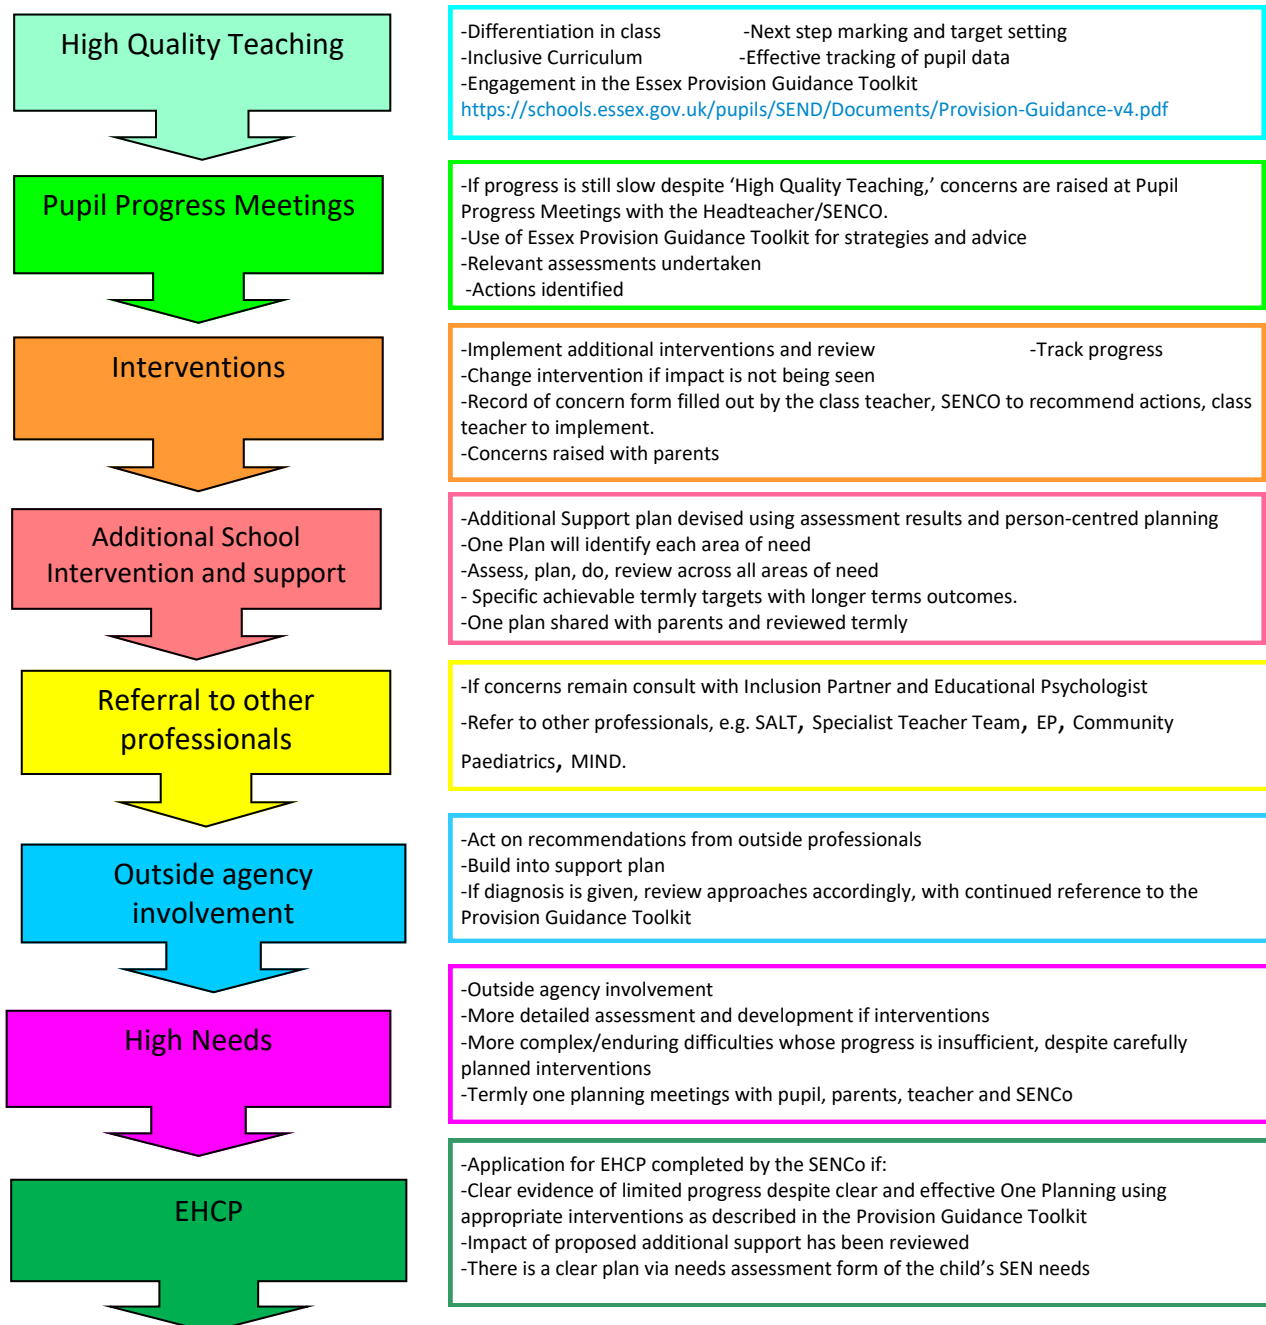 High Quality Teaching
-Differentiation in class -Next step marking and target setting
-Inclusive Curriculum -Effective tracking of pupil data
-Engagement in the Essex Provision Guidance Toolkit
https://schools.essex.gov.uk/pupils/SEND/Documents/Provision-Guidance-v4.pdf
Pupil Progress Meetings
-If progress is still slow despite ‘High Quality Teaching,’ concerns are raised at Pupil
Progress Meetings with the Headteacher/SENCO.
-Use of Essex Provision Guidance Toolkit for strategies and advice
-Relevant assessments undertaken
-Actions identified
Interventions
-Implement additional interventions and review -Track progress
-Change intervention if impact is not being seen
-Record of concern form filled out by the class teacher, SENCO to recommend actions, class
teacher to implement.
-Concerns raised with parents
Additional School
Intervention and support
-Additional Support plan devised using assessment results and person-centred planning
-One Plan will identify each area of need
-Assess, plan, do, review across all areas of need
- Specific achievable termly targets with longer terms outcomes.
-One plan shared with parents and reviewed termly
Referral to other
professionals
-If concerns remain consult with Inclusion Partner and Educational Psychologist
-Refer to other professionals, e.g. SALT, Specialist Teacher Team, EP, Community
Paediatrics, MIND.
Outside agency
involvement
-Act on recommendations from outside professionals
-Build into support plan
-If diagnosis is given, review approaches accordingly, with continued reference to the
Provision Guidance Toolkit
High Needs
-Outside agency involvement
-More detailed assessment and development if interventions
-More complex/enduring difficulties whose progress is insufficient, despite carefully
planned interventions
-Termly one planning meetings with pupil, parents, teacher and SENCo
EHCP
-Application for EHCP completed by the SENCo if:
-Clear evidence of limited progress despite clear and effective One Planning using
appropriate interventions as described in the Provision Guidance Toolkit
-Impact of proposed additional support has been reviewed
-There is a clear plan via needs assessment form of the child’s SEN needs